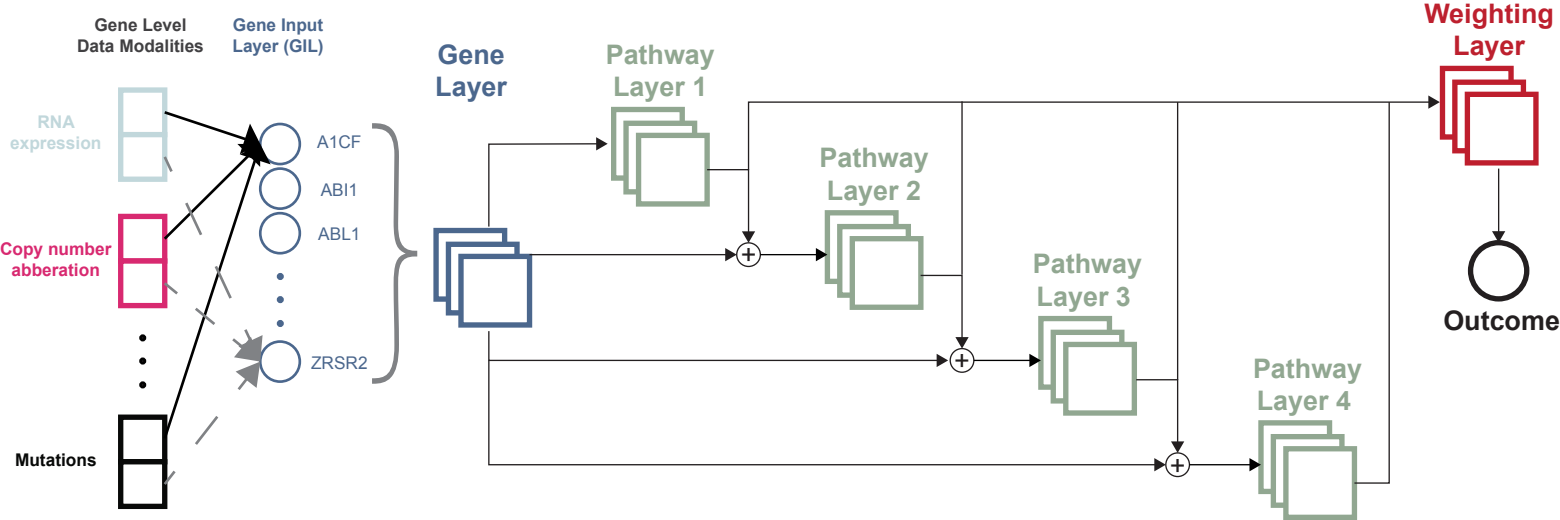 Gene Level
Data Modalities
Gene Input
Layer (GIL)
RNA
expression
Copy number
abberation
Mutations
A1CF
ABI1
ABL1
ZRSR2
Gene
Layer
Pathway
Layer 1
+
Pathway
Layer 2
+
Pathway
Layer 3
+
Pathway
Layer 4
Weighting
Layer
Outcome